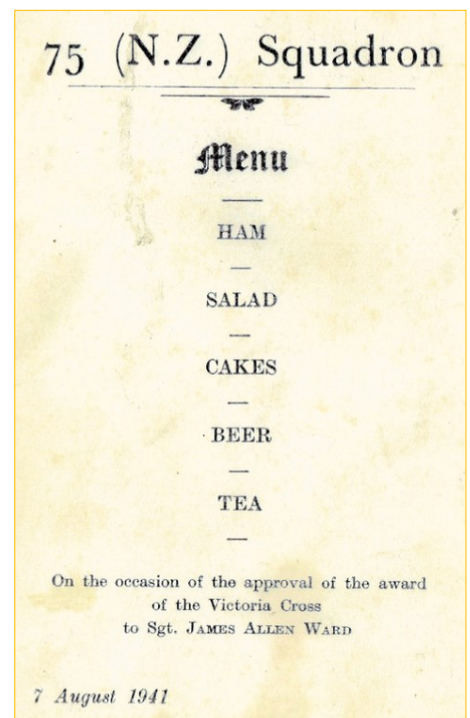 75 (N.Z.) Squadron
Menu
HAM
SALAD
CAKES
BEER
TEA
On the occasion of the approval of the award
of the Victoria Cross
to Sgt. JAMES ALLEN WARD
7 August 1941